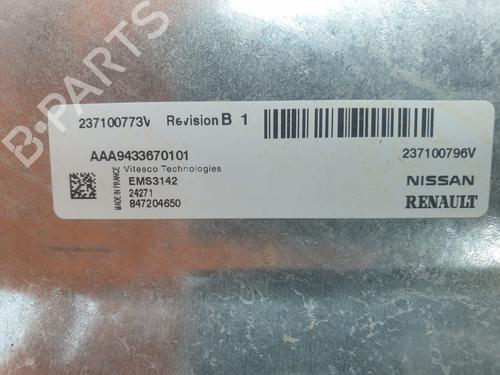 B-PARTS
237100773V Revision B 1
AAA9433670101
237100796V
Vitesco Technologies
MADE IN FRANCE
EMS3142
NISSAN
24271
847204650
RENAULT